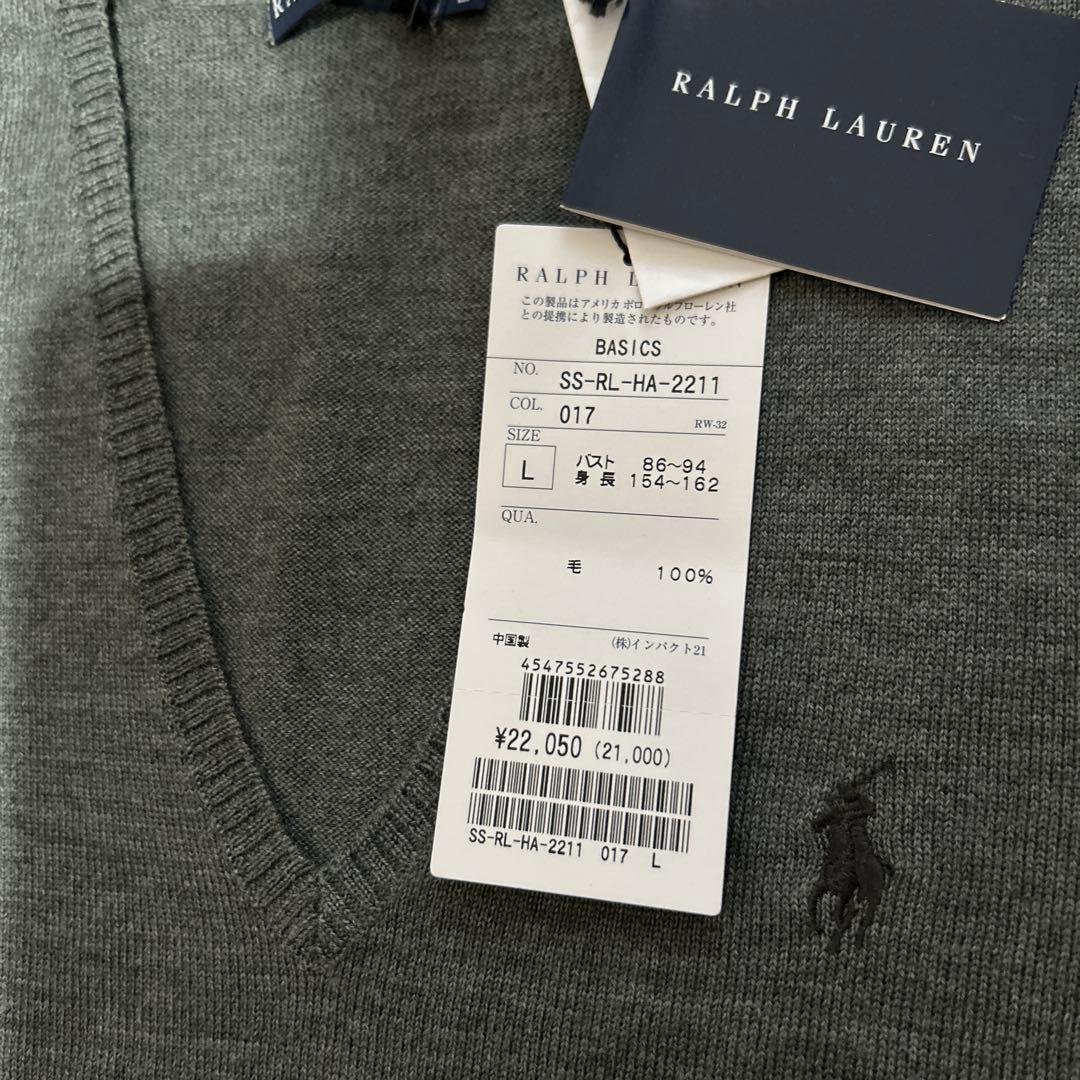 RALPH LAUREN
RALPH
この製品はアメリカ ポロ フローレン社
との提携により製造されたものです。
BASICS
NO. SS-RL-HA-2211
COL. 017 RW-32
SIZE
L バスト 86~94
身長 154~162
QUA.
毛 100%
中国製 (株)インパクト21
4547552675288
¥22,050 (21,000)
SS-RL-HA-2211 017 L